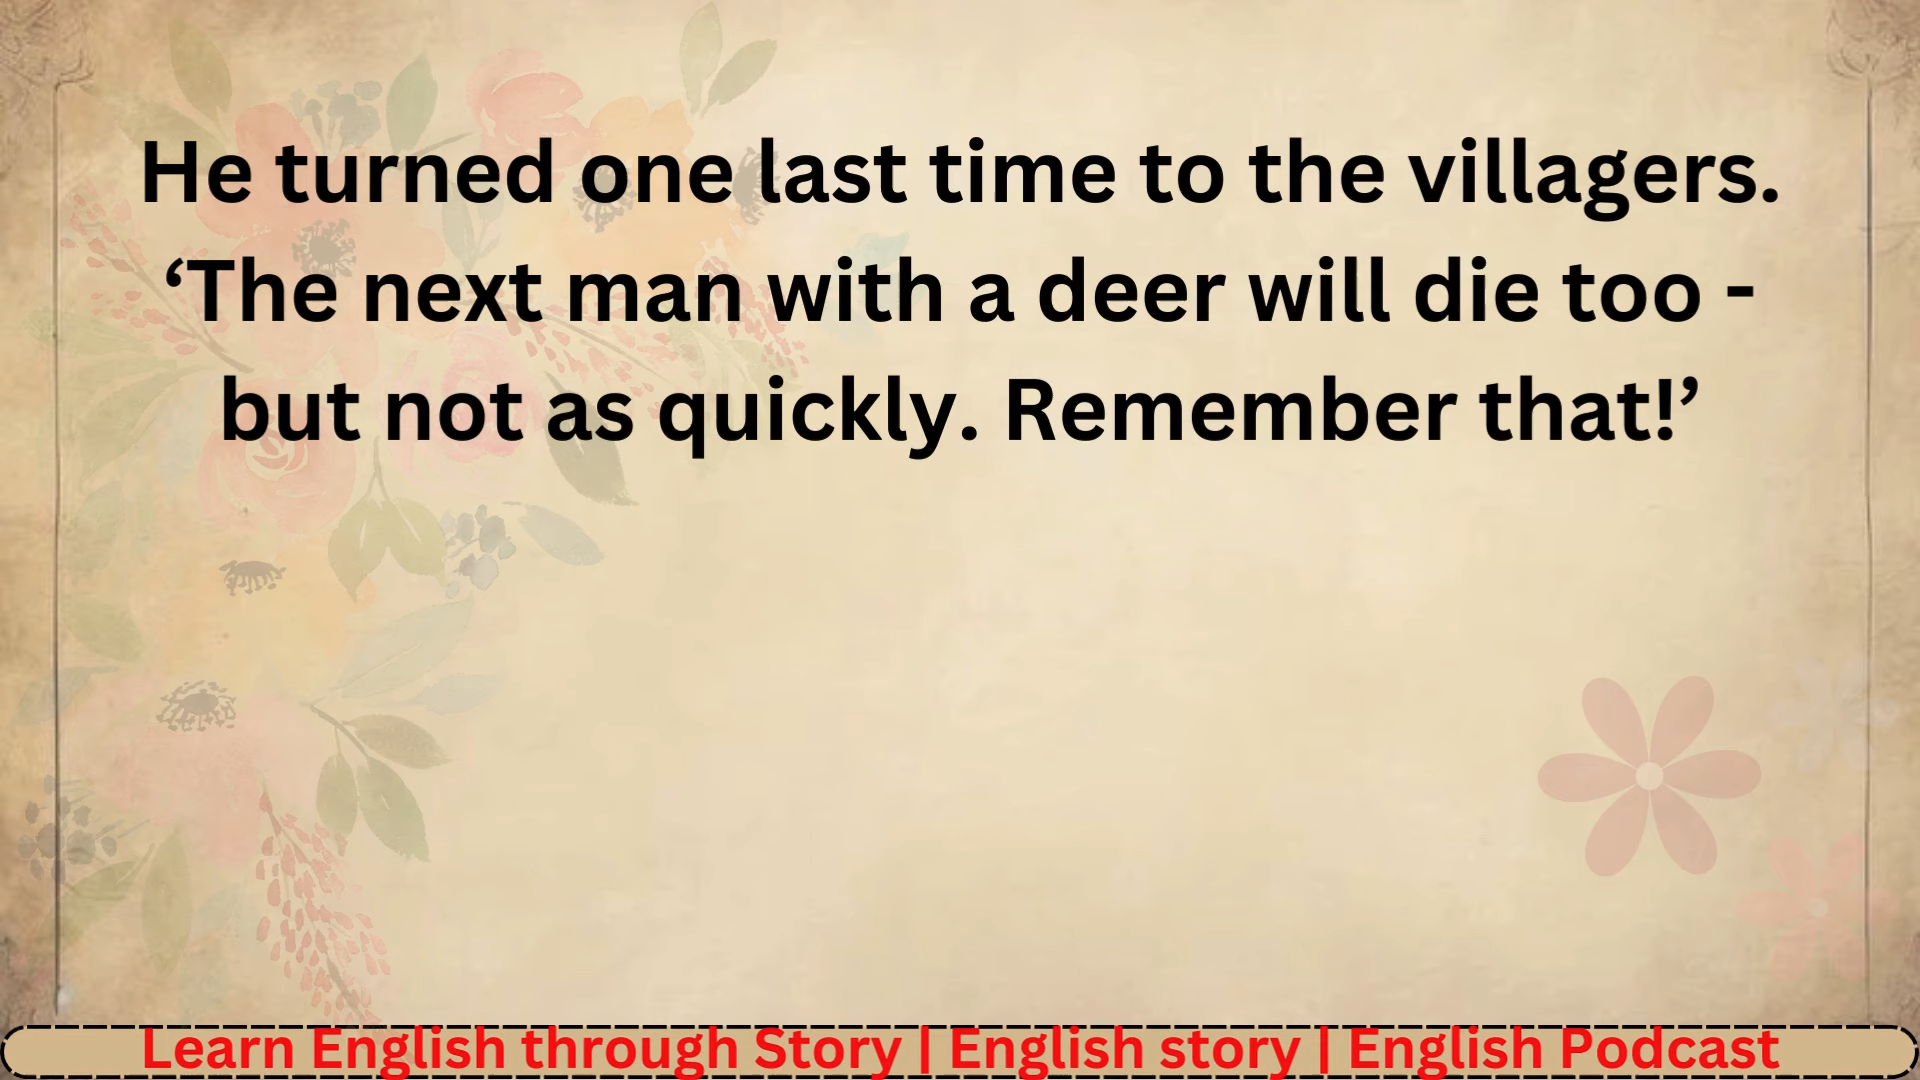 He turned one last time to the villagers.
‘The next man with a deer will die too -
but not as quickly. Remember that!’
Learn English through Story | English story | English Podcast